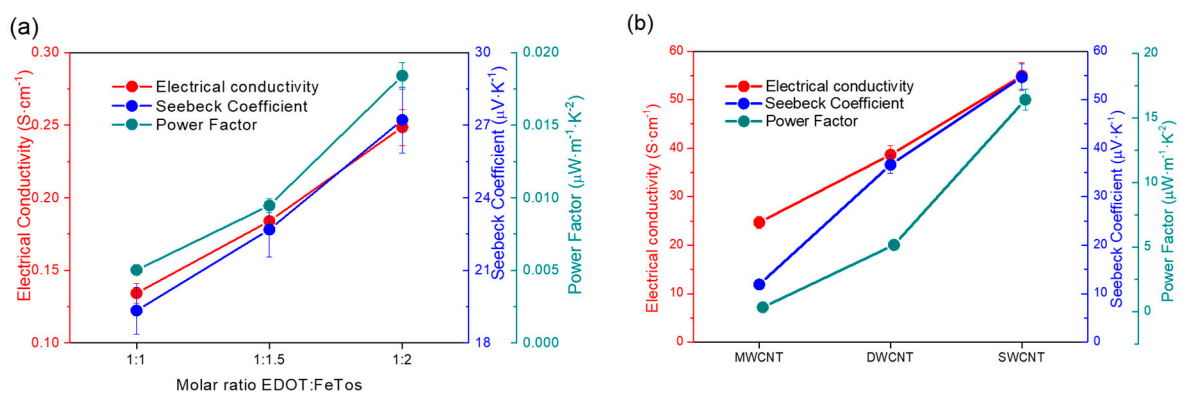 (a)
0.30
0.25
0.20
0.15
0.10
Electrical Conductivity (S·cm⁻¹)
Electrical conductivity
Seebeck Coefficient
Power Factor
1:1
1:1.5
1:2
Molar ratio EDOT:FeTos
30
27
24
21
18
Seebeck Coefficient (μV·K⁻¹)
0.020
0.015
0.010
0.005
0.000
Power Factor (μW·m⁻¹·K⁻²)
(b)
60
50
40
30
20
10
0
Electrical conductivity (S·cm⁻¹)
Electrical conductivity
Seebeck Coefficient
Power Factor
MWCNT
DWCNT
SWCNT
60
50
40
30
20
10
0
Seebeck Coefficient (μV·K⁻¹)
20
15
10
5
0
Power Factor (μW·m⁻¹·K⁻²)